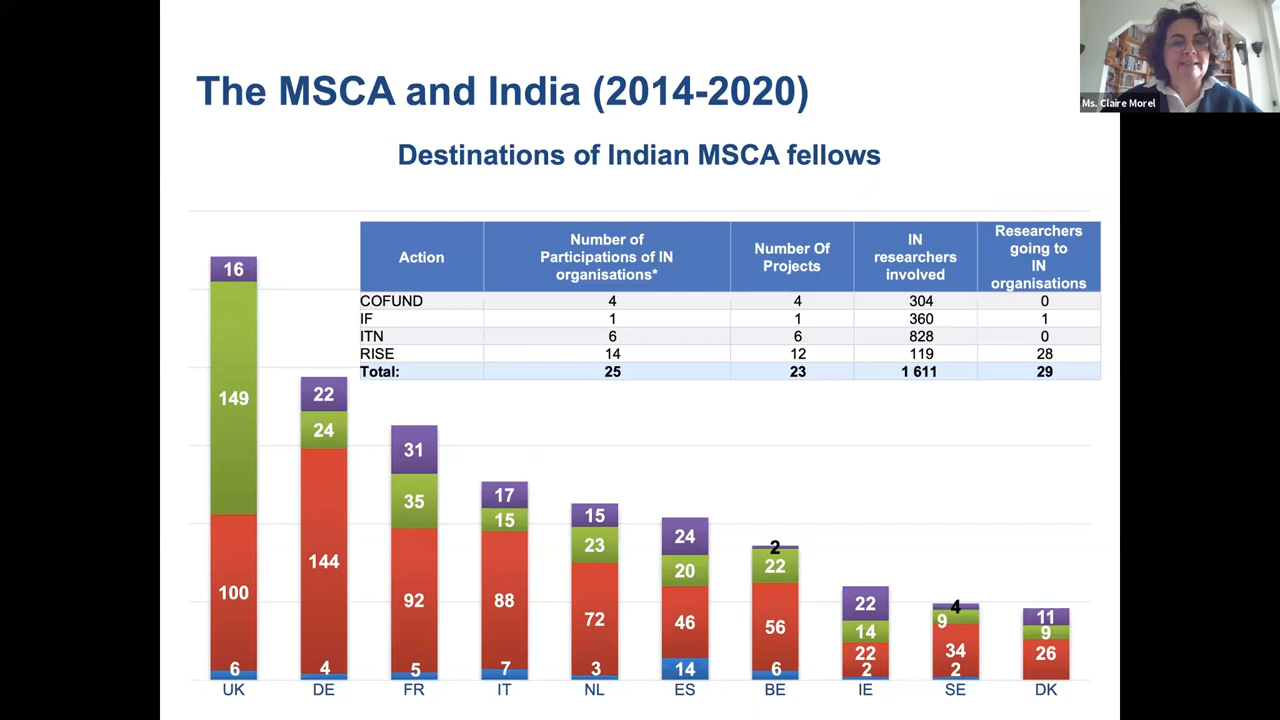 The MSCA and India (2014-2020)
Ms. Claire Morel
Destinations of Indian MSCA fellows
Action
Number of
Participations of IN
organisations*
Number Of
Projects
IN
researchers
involved
Researchers
going to
IN
organisations
COFUND 4 4 304 0
IF 1 1 360 1
ITN 6 6 828 0
RISE 14 12 119 28
Total: 25 23 1 611 29
16
149
100
6
22
24
144
4
31
35
92
5
17
15
88
7
15
23
72
3
24
20
46
14
2
22
56
6
22
14
22
2
4
9
34
2
11
9
26
UK DE FR IT NL ES BE IE SE DK